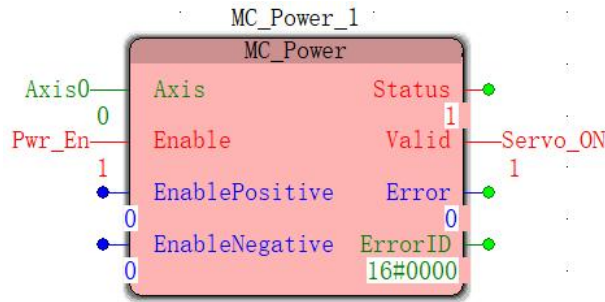 MC_Power_1
MC_Power
Axis0 Axis Status
0 1
Pwr_En Enable Valid Servo_ON
1 1
EnablePositive Error
0 0
EnableNegative ErrorID
0 16#0000